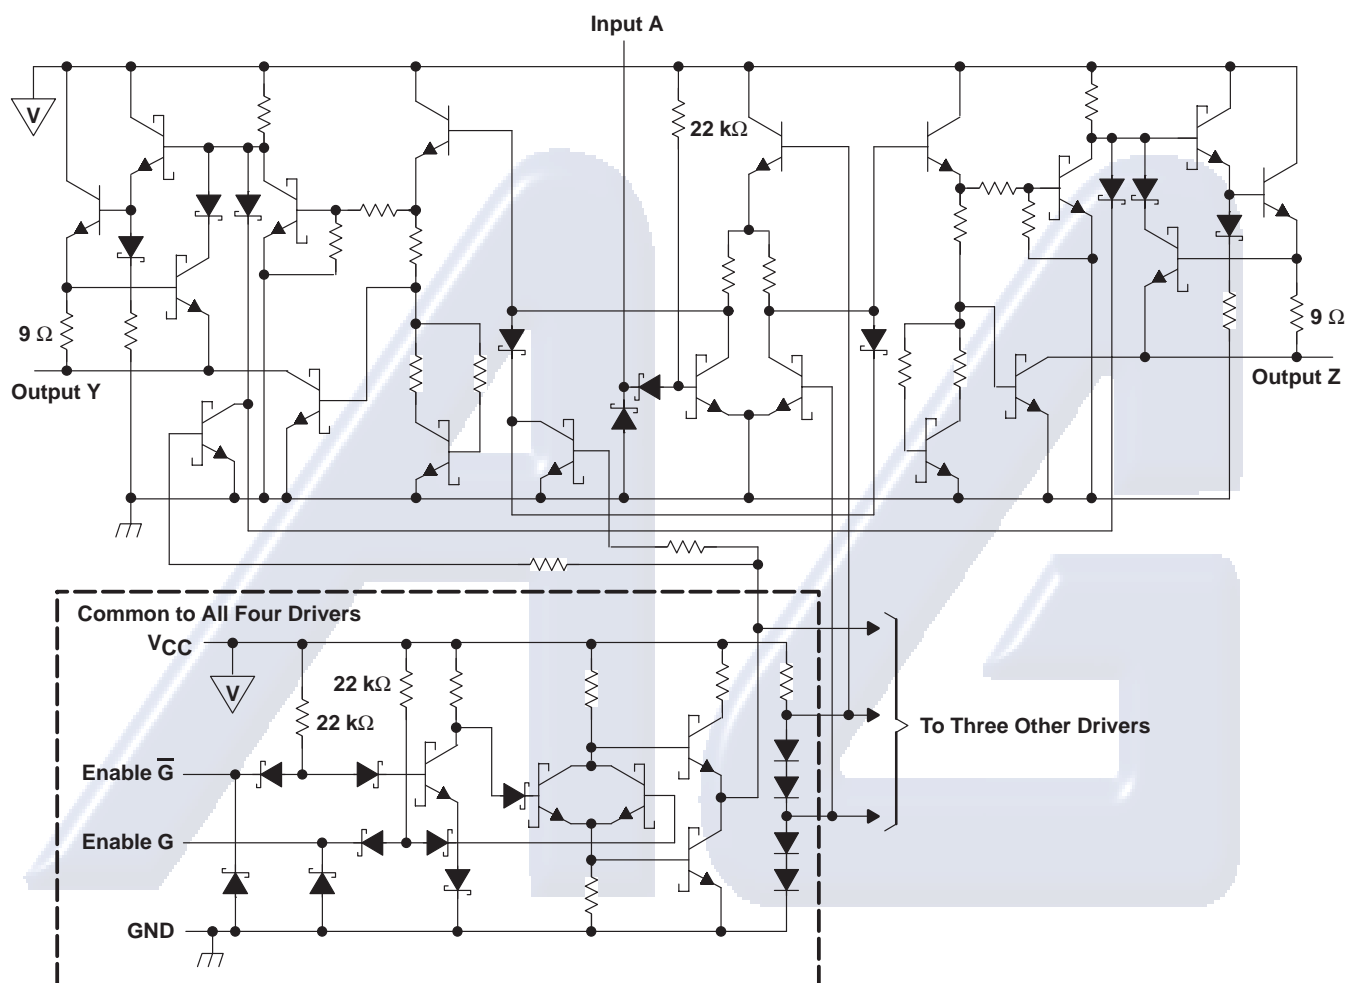 Input A
V
22 kΩ
9 Ω
9 Ω
Output Y
Output Z
Common to All Four Drivers
VCC
V
22 kΩ
22 kΩ
To Three Other Drivers
Enable G̅
Enable G
GND